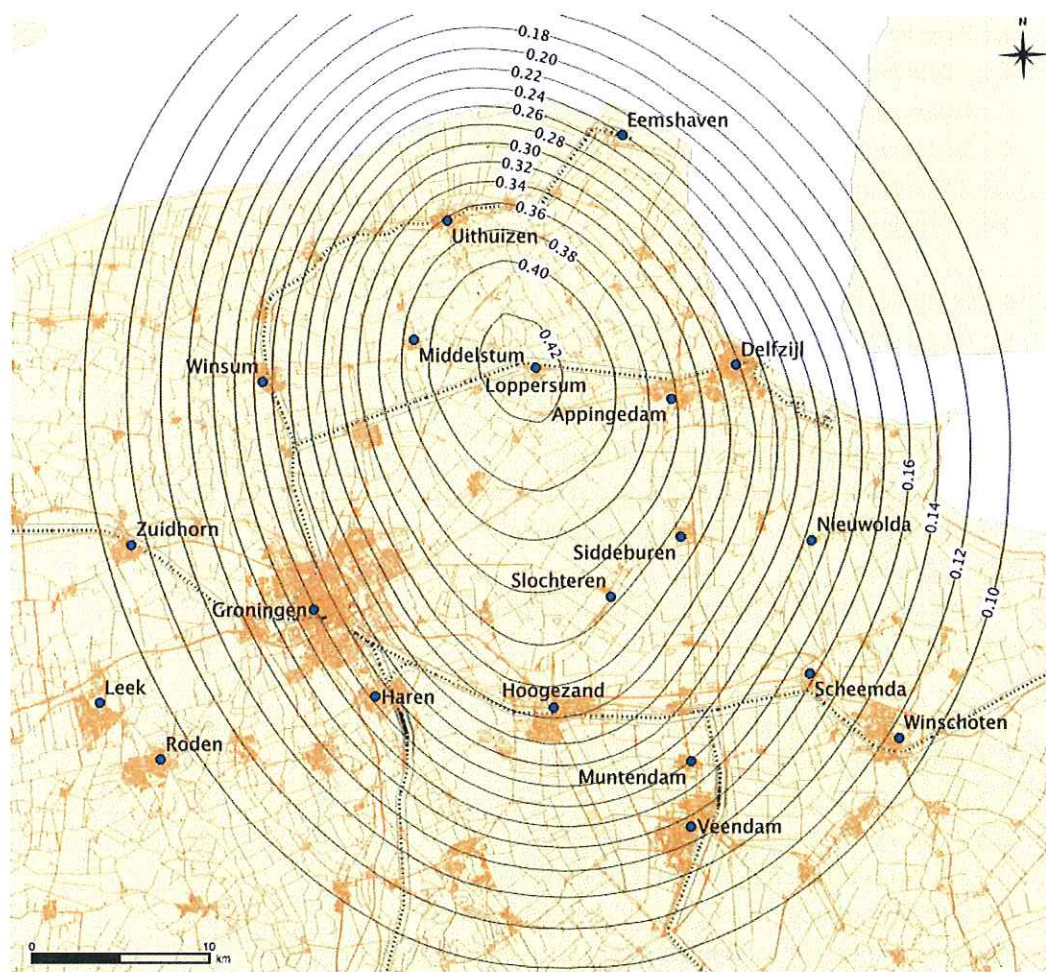 N
0.18
0.20
0.22
0.24
0.26
0.28
0.30
0.32
0.34
0.36
0.38
0.40
0.42
Eemshaven
Uithuizen
Middelstum
Delfzijl
Winsum
Loppersum
Appingedam
0.16
0.14
0.12
0.10
Zuidhorn
Nieuwolda
Siddeburen
Slochteren
Groningen
Leek
Haren
Hoogezand
Scheemda
Winschoten
Roden
Muntendam
Veendam
0 10
km